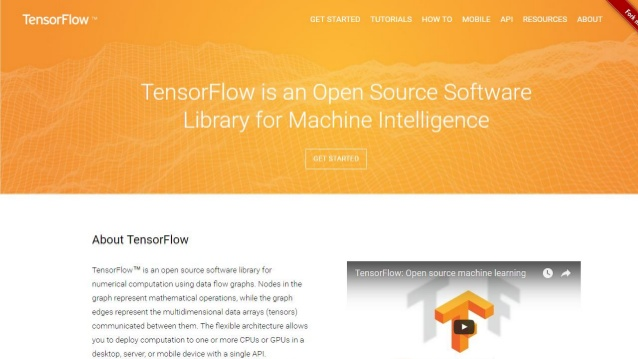 TensorFlow™
GET STARTED TUTORIALS HOW TO MOBILE API RESOURCES ABOUT
Fork
TensorFlow is an Open Source Software
Library for Machine Intelligence
GET STARTED
About TensorFlow
TensorFlow™ is an open source software library for
numerical computation using data flow graphs. Nodes in the
graph represent mathematical operations, while the graph
edges represent the multidimensional data arrays (tensors)
communicated between them. The flexible architecture allows
you to deploy computation to one or more CPUs or GPUs in a
desktop, server, or mobile device with a single API.
TensorFlow: Open source machine learning